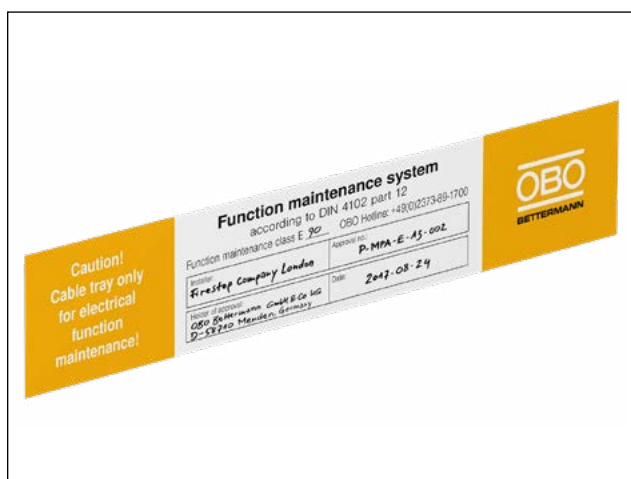 Caution!
Cable tray only
for electrical
function
maintenance!
Function maintenance system
according to DIN 4102 part 12
Function maintenance class E 90
OBO Hotline: +49(0)2373-89-1700
Installer:
Firestop Company London
Approval no.:
P-MPA-E-15-002
Holder of approval:
OBO Bettermann GmbH & Co KG
D-58710 Menden, Germany
Date:
2017-08-24
OBO
BETTERMANN